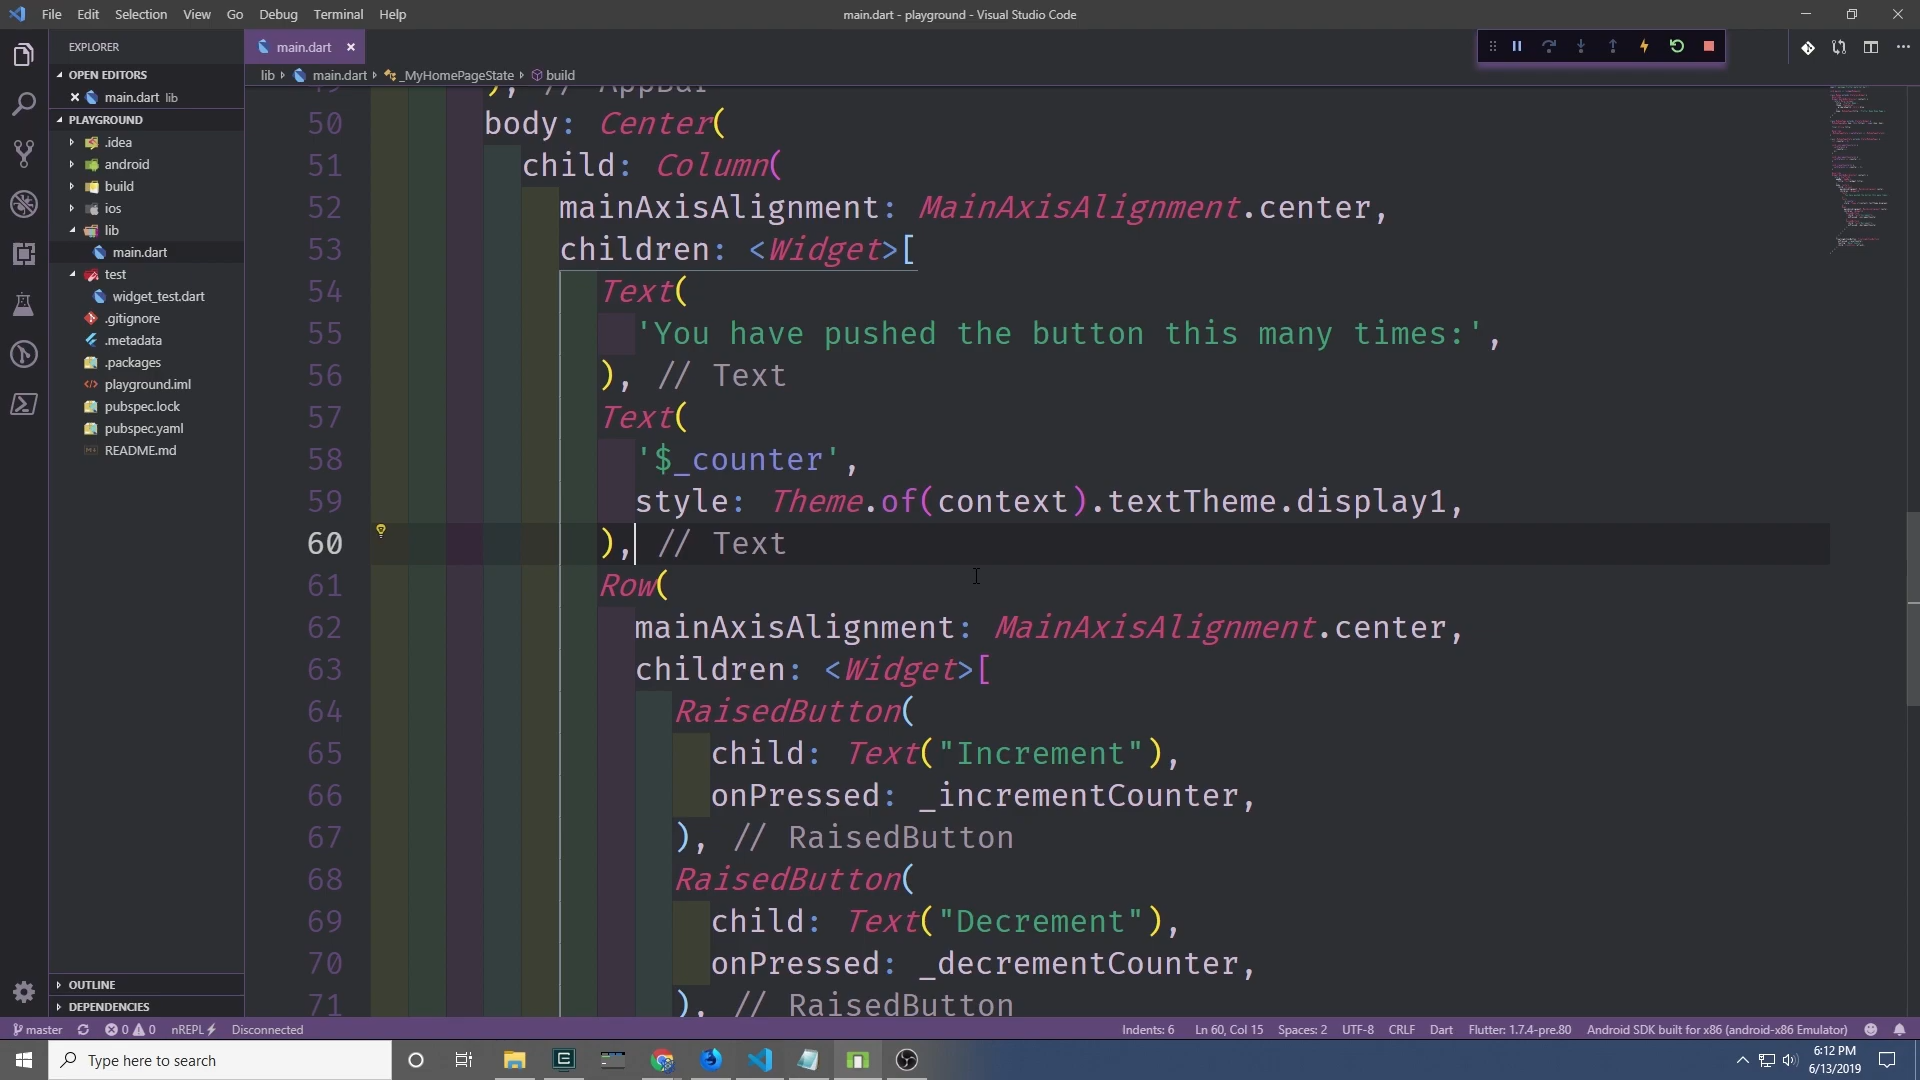 File Edit Selection View Go Debug Terminal Help
main.dart - playground - Visual Studio Code
EXPLORER
OPEN EDITORS
main.dart lib
PLAYGROUND
.idea
android
build
ios
lib
main.dart
test
widget_test.dart
.gitignore
.metadata
.packages
playground.iml
pubspec.lock
pubspec.yaml
README.md
OUTLINE
DEPENDENCIES
main.dart
lib main.dart _MyHomePageState build
49 ), // AppBar
50 body: Center(
51 child: Column(
52 mainAxisAlignment: MainAxisAlignment.center,
53 children: <Widget>[
54 Text(
55 'You have pushed the button this many times:',
56 ), // Text
57 Text(
58 '$_counter',
59 style: Theme.of(context).textTheme.display1,
60 ), // Text
61 Row(
62 mainAxisAlignment: MainAxisAlignment.center,
63 children: <Widget>[
64 RaisedButton(
65 child: Text("Increment"),
66 onPressed: _incrementCounter,
67 ), // RaisedButton
68 RaisedButton(
69 child: Text("Decrement"),
70 onPressed: _decrementCounter,
71 ), // RaisedButton
master 0 0 nREPL Disconnected Indents: 6 Ln 60, Col 15 Spaces: 2 UTF-8 CRLF Dart Flutter: 1.7.4-pre.80 Android SDK built for x86 (android-x86 Emulator)
Type here to search
6:12 PM
6/13/2019